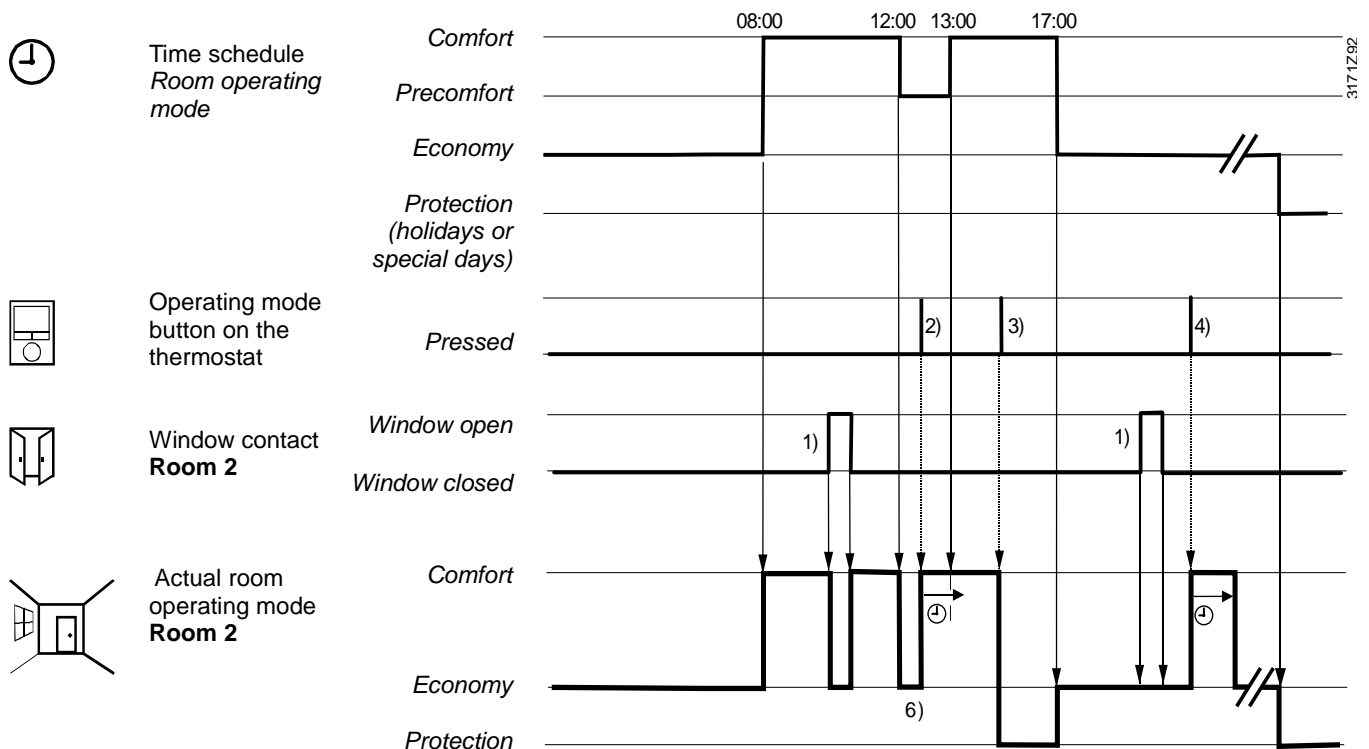 08:00 12:00 13:00 17:00
Comfort
Time schedule
Room operating
mode
Precomfort
Economy
Protection
(holidays or
special days)
3171Z92
Operating mode
button on the
thermostat
Pressed
2) 3) 4)
Window contact
Room 2
Window open
1) 1)
Window closed
Actual room
operating mode
Room 2
Comfort
Economy
6)
Protection